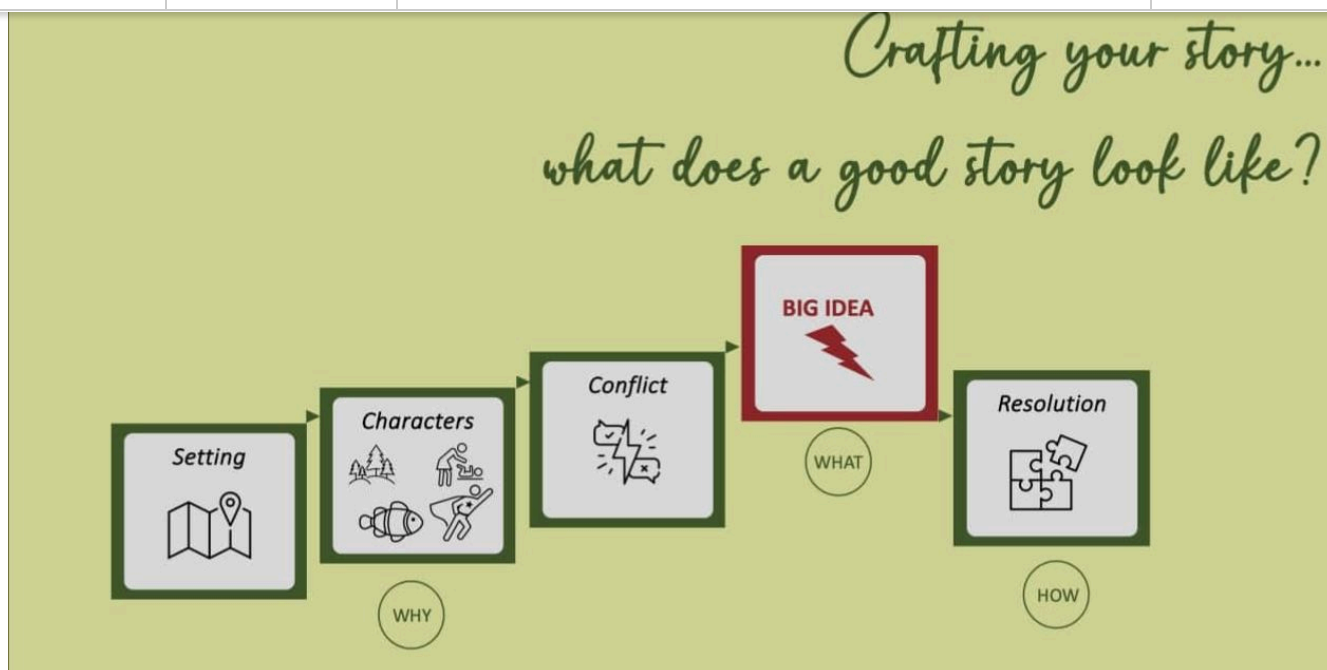 Crafting your story...
what does a good story look like?
Setting
Characters
Conflict
BIG IDEA
Resolution
WHY
WHAT
HOW